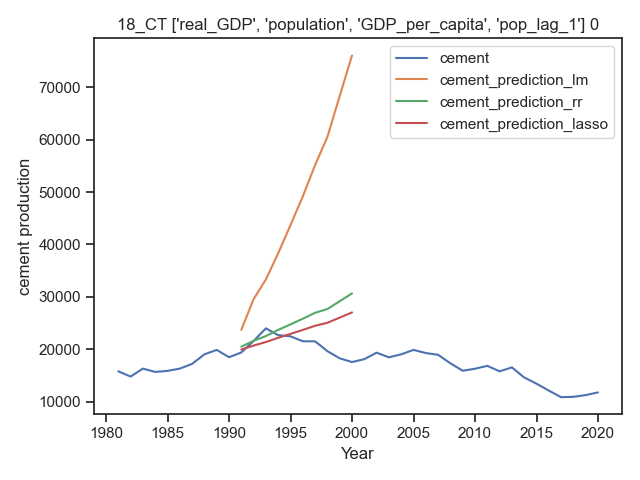 18_CT ['real_GDP', 'population', 'GDP_per_capita', 'pop_lag_1'] 0
cement
cement_prediction_lm
cement_prediction_rr
cement_prediction_lasso
cement production
70000
60000
50000
40000
30000
20000
10000
1980 1985 1990 1995 2000 2005 2010 2015 2020
Year